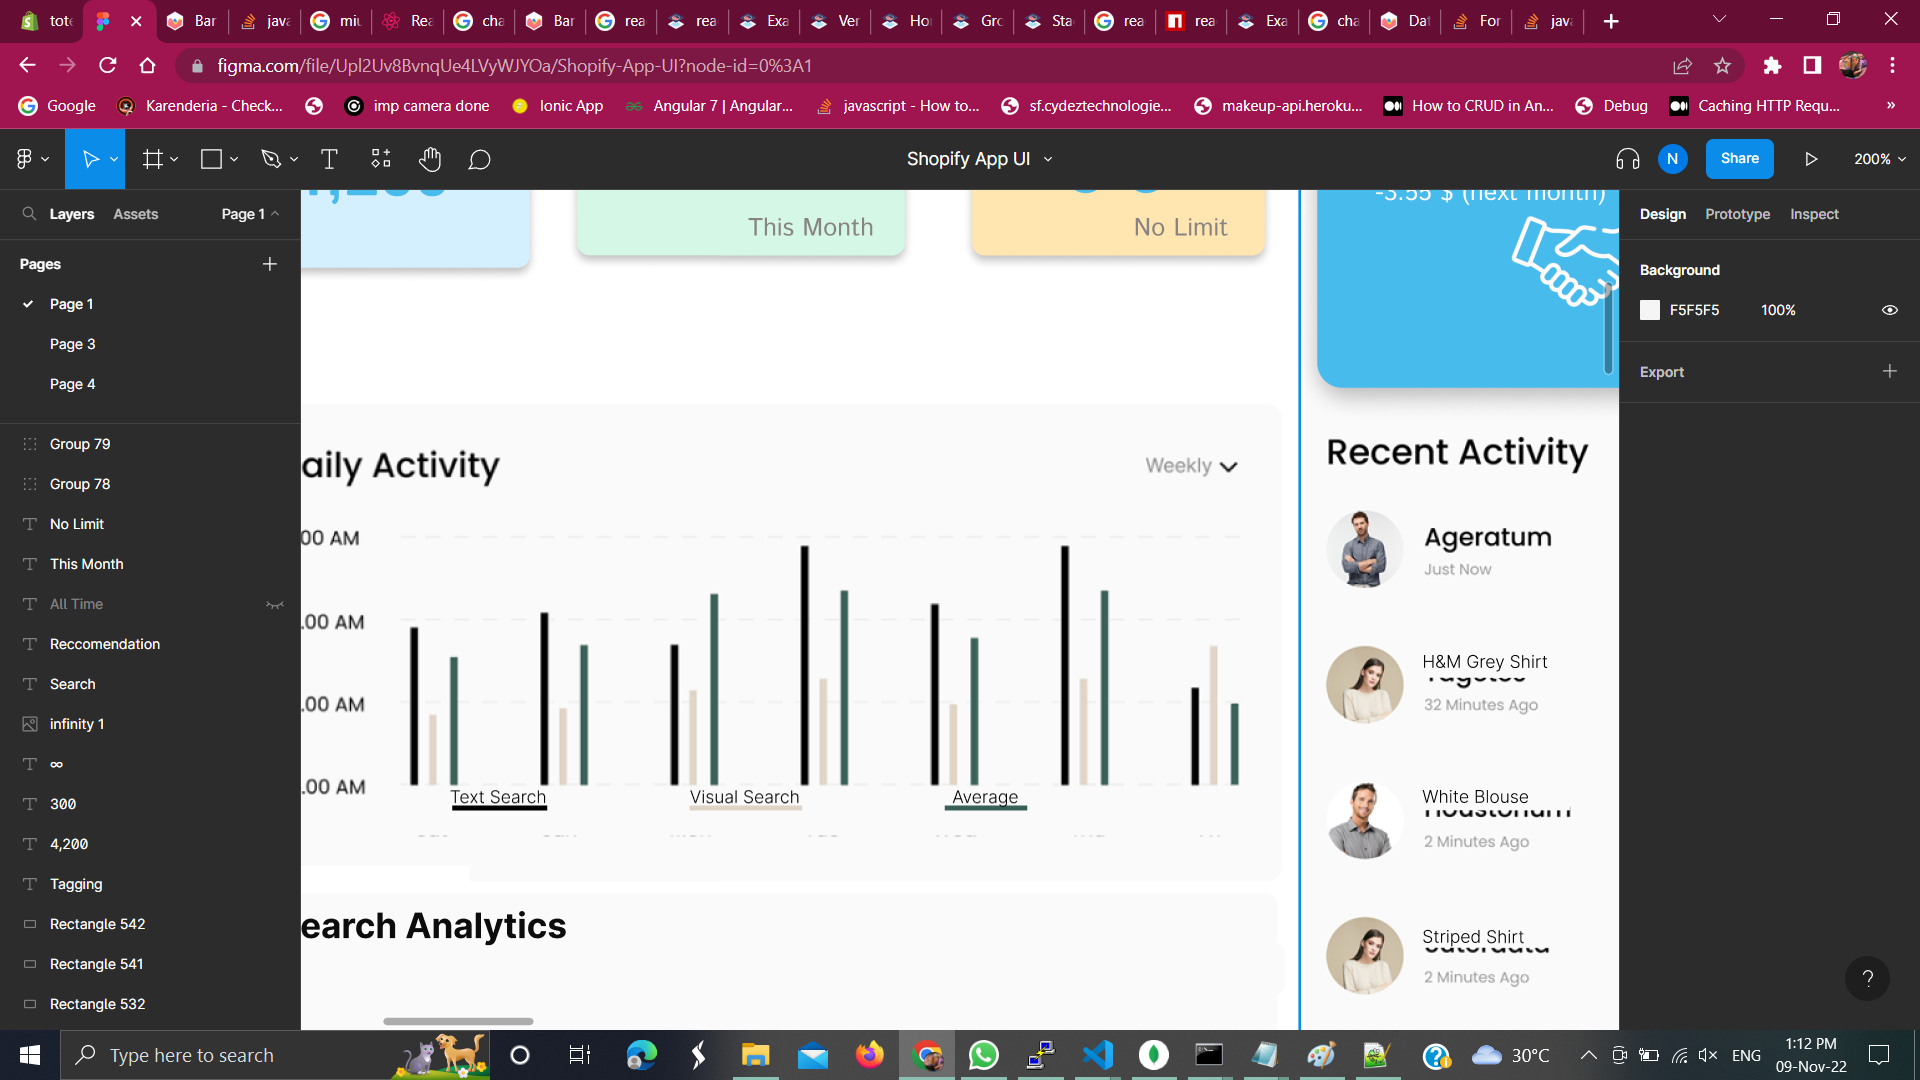 tote
Bar
java
miu
Rea
cha
Bar
rea
rea
Exa
Ver
Hor
Gro
Sta
rea
rea
Exa
cha
Dat
For
java
figma.com/file/Upl2Uv8BvnqUe4LVyWJYOa/Shopify-App-UI?node-id=0%3A1
Google
Karenderia - Check...
imp camera done
Ionic App
Angular 7 | Angular...
javascript - How to...
sf.cydeztechnologie...
makeup-api.heroku...
How to CRUD in An...
Debug
Caching HTTP Requ...
»
Shopify App UI
N
Share
200%
Layers
Assets
Page 1
Pages
Page 1
Page 3
Page 4
Group 79
Group 78
No Limit
This Month
All Time
Reccomendation
Search
infinity 1
∞
300
4,200
Tagging
Rectangle 542
Rectangle 541
Rectangle 532
This Month
No Limit
-3.55 $ (next month)
aily Activity
Weekly
00 AM
.00 AM
.00 AM
.00 AM
Text Search
Visual Search
Average
earch Analytics
Recent Activity
Ageratum
Just Now
H&M Grey Shirt
32 Minutes Ago
White Blouse
2 Minutes Ago
Striped Shirt
2 Minutes Ago
Design
Prototype
Inspect
Background
F5F5F5
100%
Export
?
Type here to search
30°C
ENG
1:12 PM
09-Nov-22